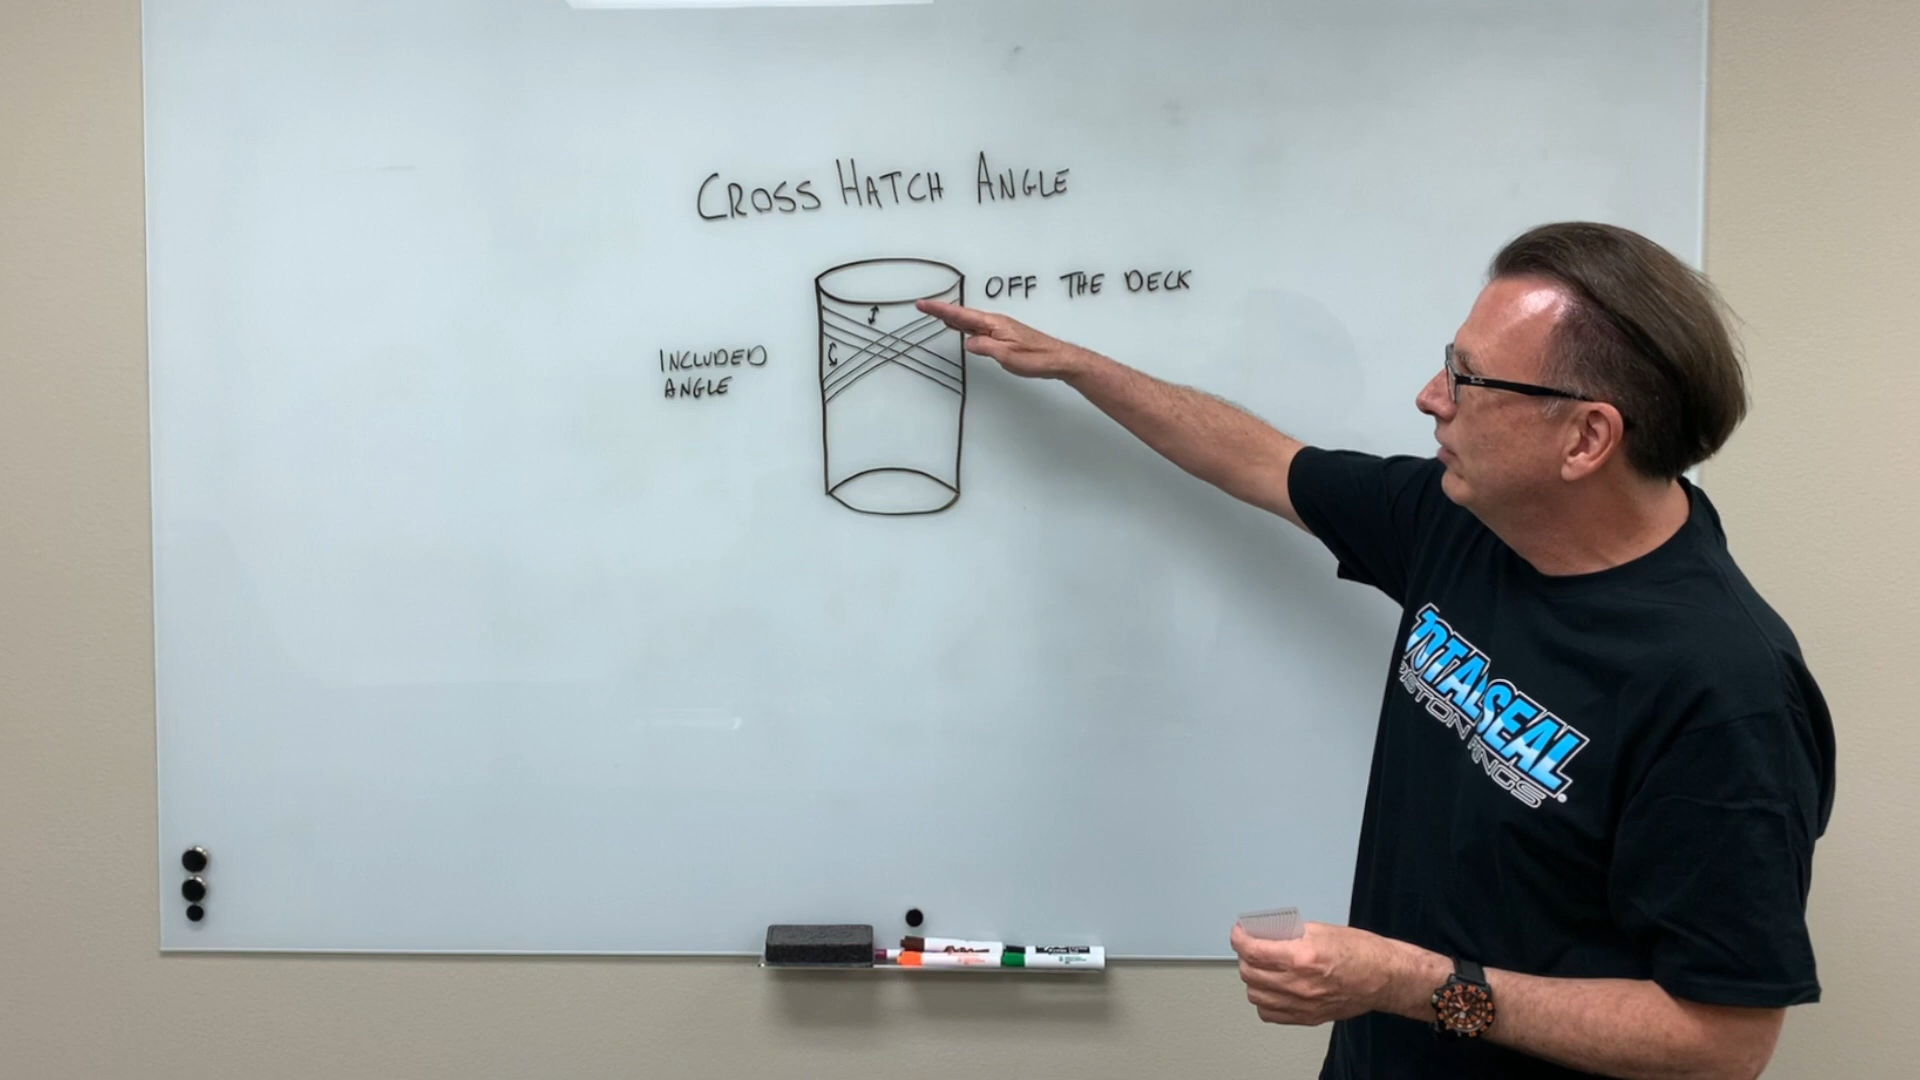 CROSS HATCH ANGLE
OFF THE DECK
INCLUDED
ANGLE
TOTAL SEAL
PISTON RINGS